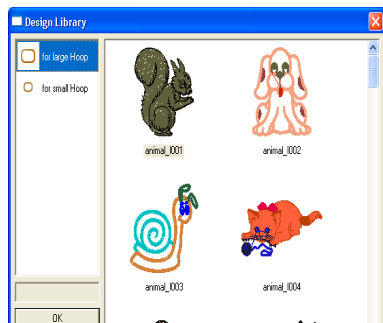 Design Library
for large Hoop
for small Hoop
animal_l001
animal_l002
animal_l003
animal_l004
OK